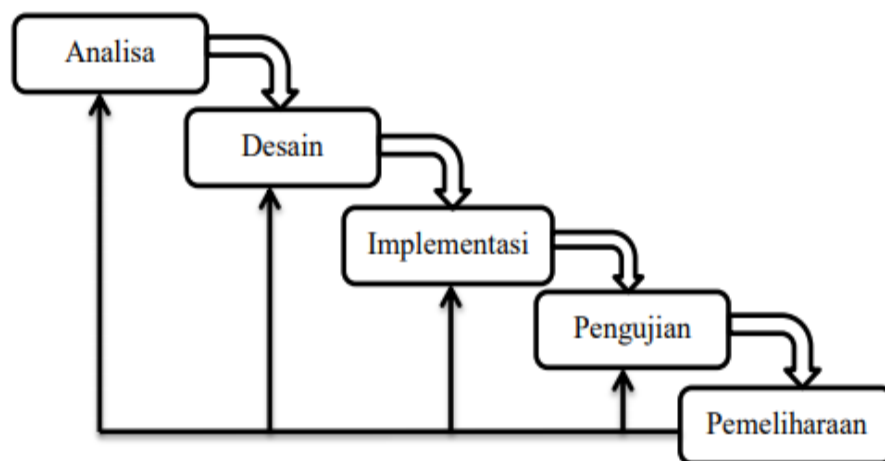 Analisa
Desain
Implementasi
Pengujian
Pemeliharaan